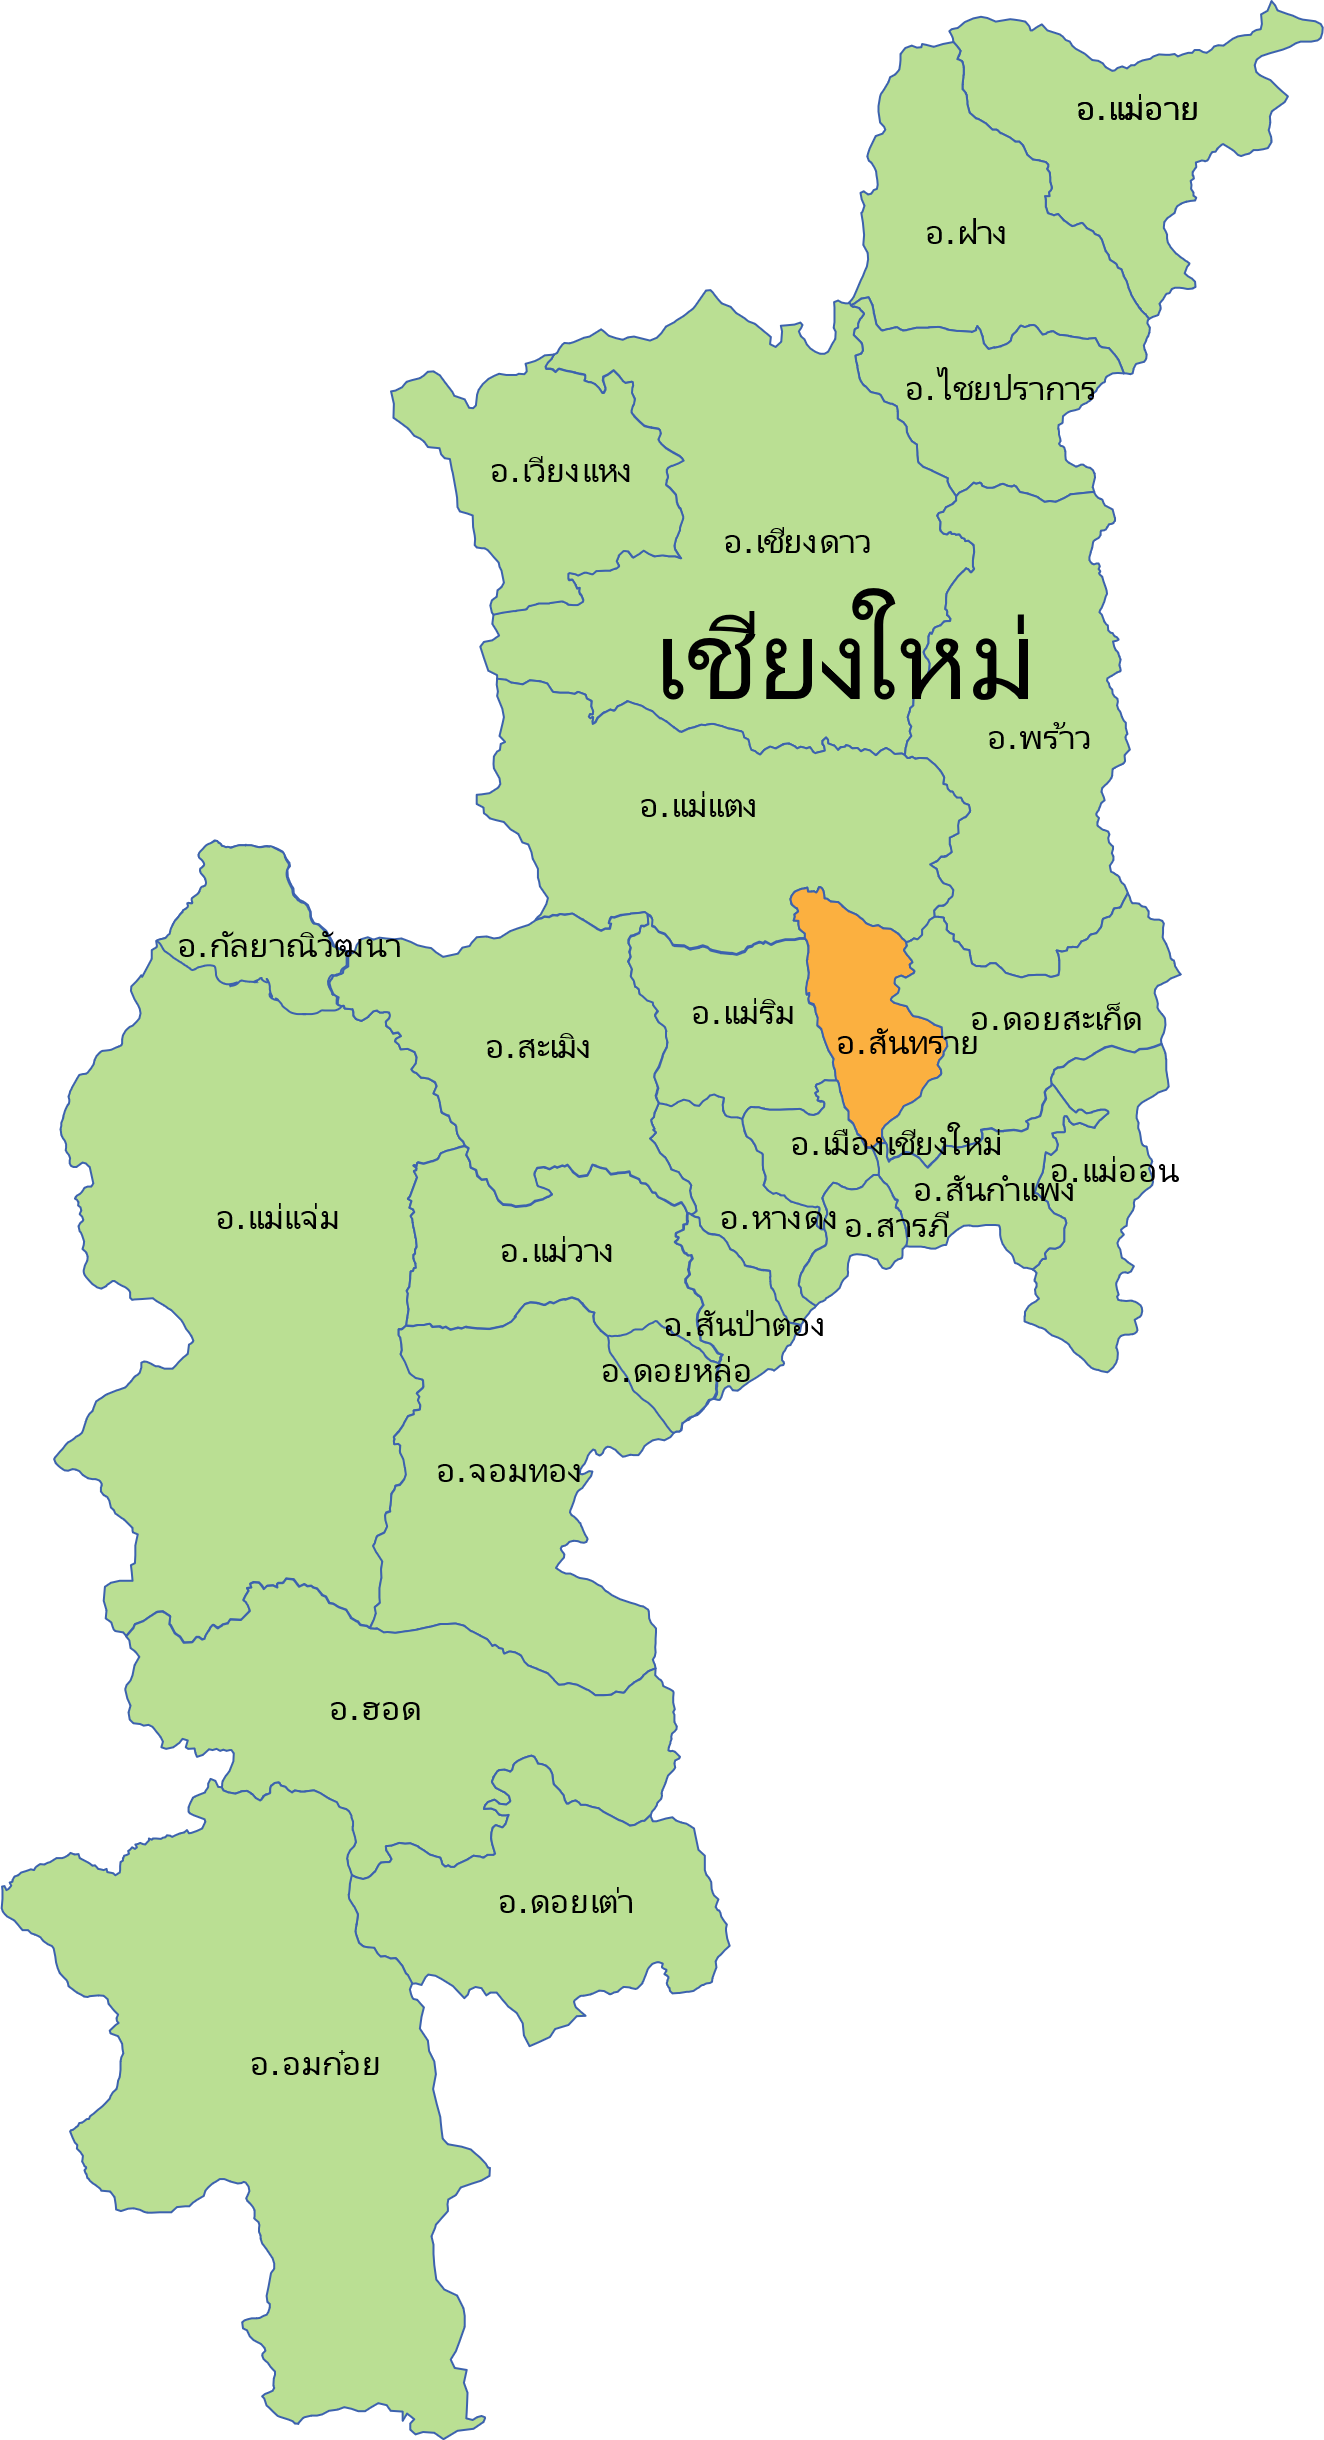 อ.แม่อาย
อ.ฝาง
อ.ไชยปราการ
อ.เวียงแหง
อ.เชียงดาว
เชียงใหม่
อ.พร้าว
อ.แม่แตง
อ.กัลยาณิวัฒนา
อ.แม่ริม
อ.ดอยสะเก็ด
อ.สะเมิง
อ.สันทราย
อ.เมืองเชียงใหม่
อ.แม่ออน
อ.สันกำแพง
อ.แม่แจ่ม
อ.หางดง
อ.สารภี
อ.แม่วาง
อ.สันป่าตอง
อ.ดอยหล่อ
อ.จอมทอง
อ.ฮอด
อ.ดอยเต่า
อ.อมก๋อย